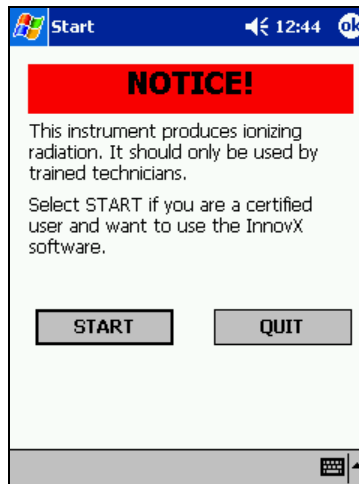 Start 12:44 ok
NOTICE!
This instrument produces ionizing
radiation. It should only be used by
trained technicians.
Select START if you are a certified
user and want to use the InnovX
software.
START QUIT